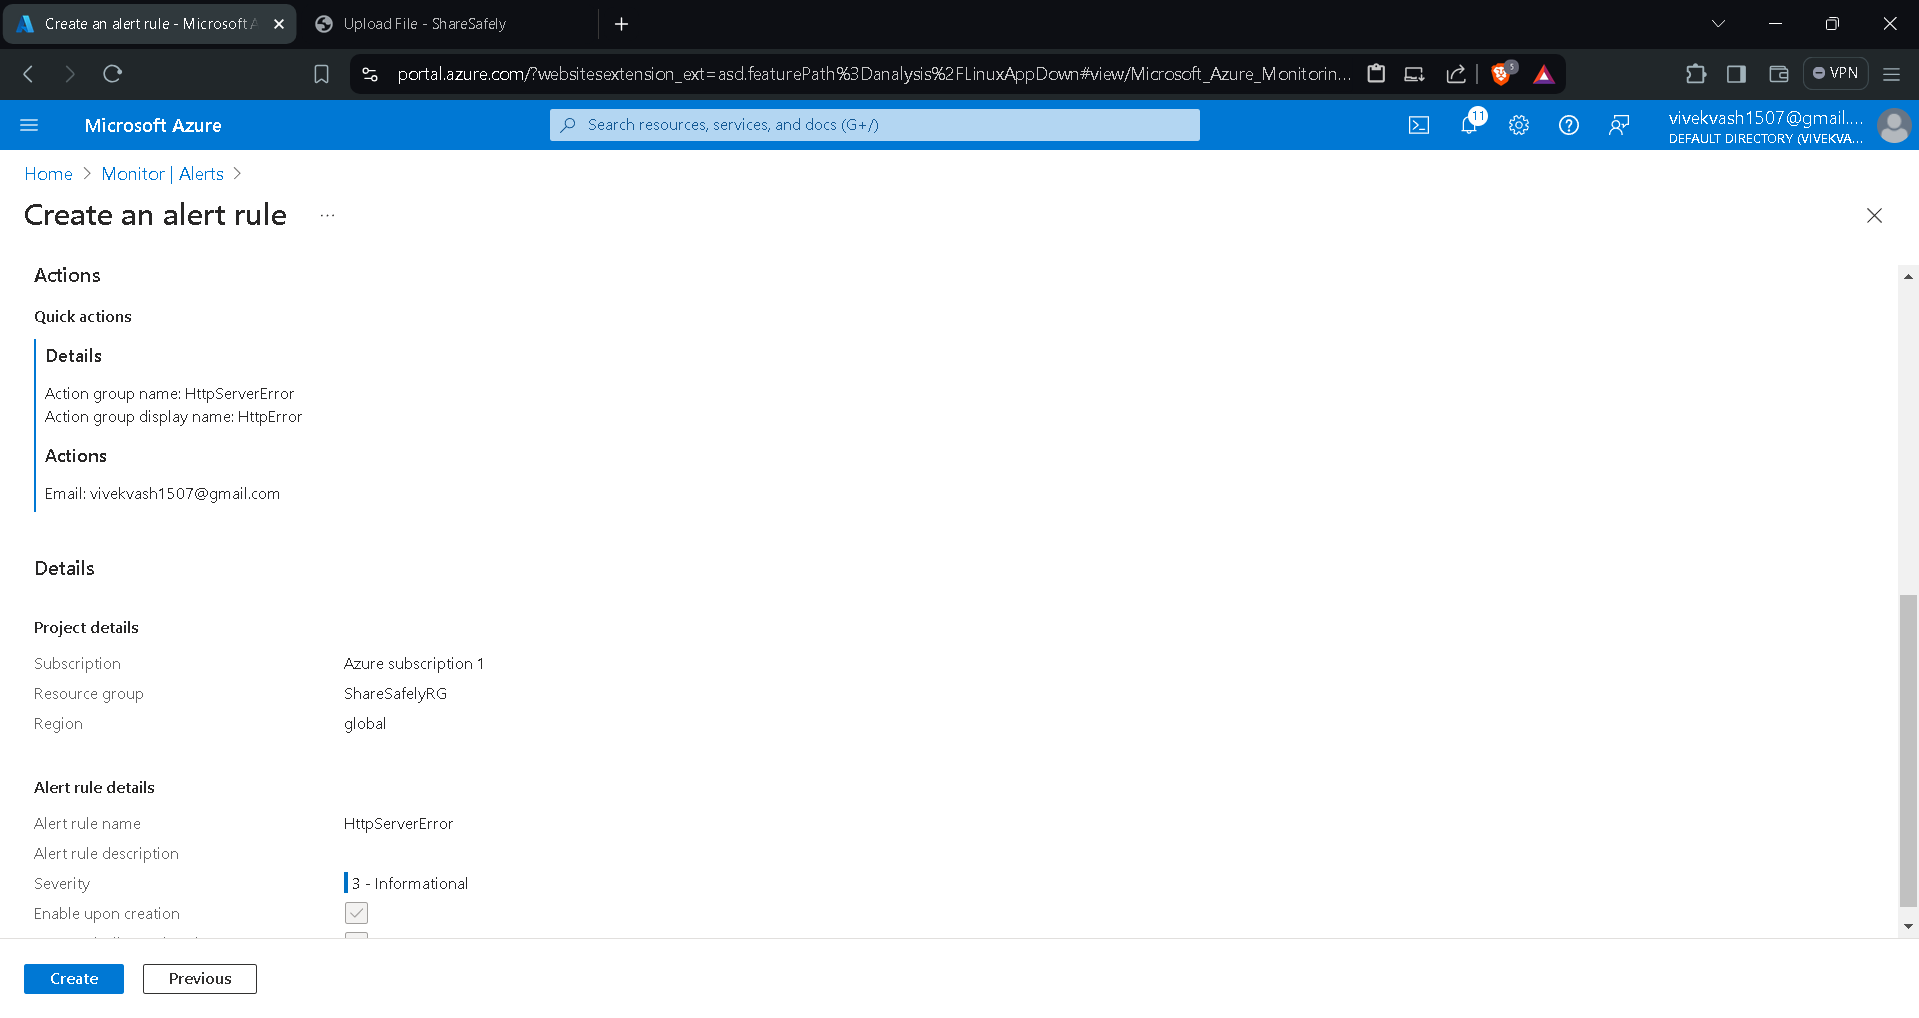 Create an alert rule - Microsoft A
Upload File - ShareSafely
portal.azure.com/?websitesextension_ext=asd.featurePath%3Danalysis%2FLinuxAppDown#view/Microsoft_Azure_Monitorin...
5
VPN
Microsoft Azure
Search resources, services, and docs (G+/)
11
vivekvash1507@gmail....
DEFAULT DIRECTORY (VIVEKVA...
Home > Monitor | Alerts >
Create an alert rule ...
Actions
Quick actions
Details
Action group name: HttpServerError
Action group display name: HttpError
Actions
Email: vivekvash1507@gmail.com
Details
Project details
Subscription Azure subscription 1
Resource group ShareSafelyRG
Region global
Alert rule details
Alert rule name HttpServerError
Alert rule description
Severity 3 - Informational
Enable upon creation
Create Previous